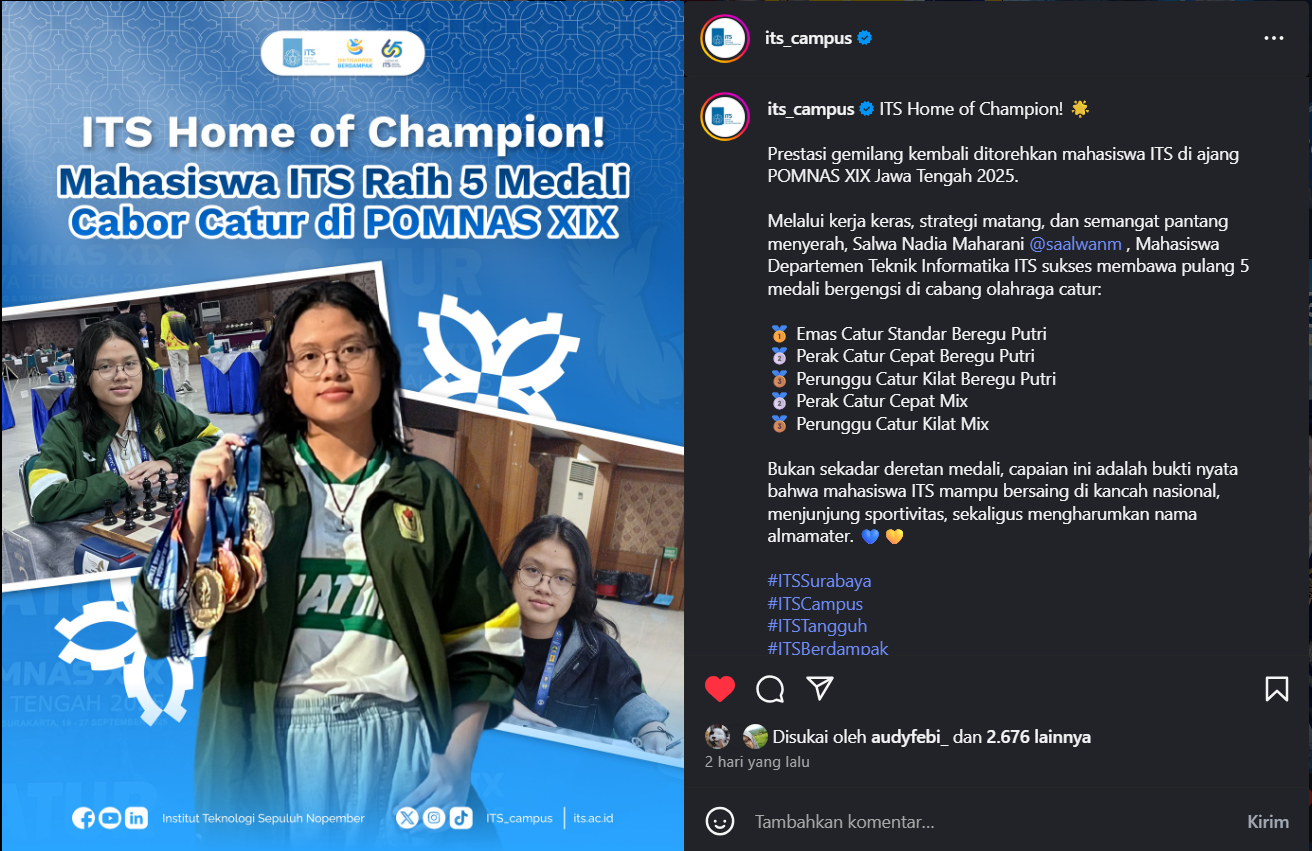 iTS
DIKTISAINTEK
BERDAMPAK
65
ITS
ITS Home of Champion!
Mahasiswa ITS Raih 5 Medali
Cabor Catur di POMNAS XIX
Institut Teknologi Sepuluh Nopember
ITS_campus
its.ac.id
its_campus
its_campus ITS Home of Champion! 🌟
Prestasi gemilang kembali ditorehkan mahasiswa ITS di ajang
POMNAS XIX Jawa Tengah 2025.
Melalui kerja keras, strategi matang, dan semangat pantang
menyerah, Salwa Nadia Maharani @saalwanm , Mahasiswa
Departemen Teknik Informatika ITS sukses membawa pulang 5
medali bergengsi di cabang olahraga catur:
🥇 Emas Catur Standar Beregu Putri
🥈 Perak Catur Cepat Beregu Putri
🥉 Perunggu Catur Kilat Beregu Putri
🥈 Perak Catur Cepat Mix
🥉 Perunggu Catur Kilat Mix
Bukan sekadar deretan medali, capaian ini adalah bukti nyata
bahwa mahasiswa ITS mampu bersaing di kancah nasional,
menjunjung sportivitas, sekaligus mengharumkan nama
almamater. 💙 💛
#ITSSurabaya
#ITSCampus
#ITSTangguh
#ITSBerdampak
Disukai oleh audyfebi_ dan 2.676 lainnya
2 hari yang lalu
Tambahkan komentar...
Kirim